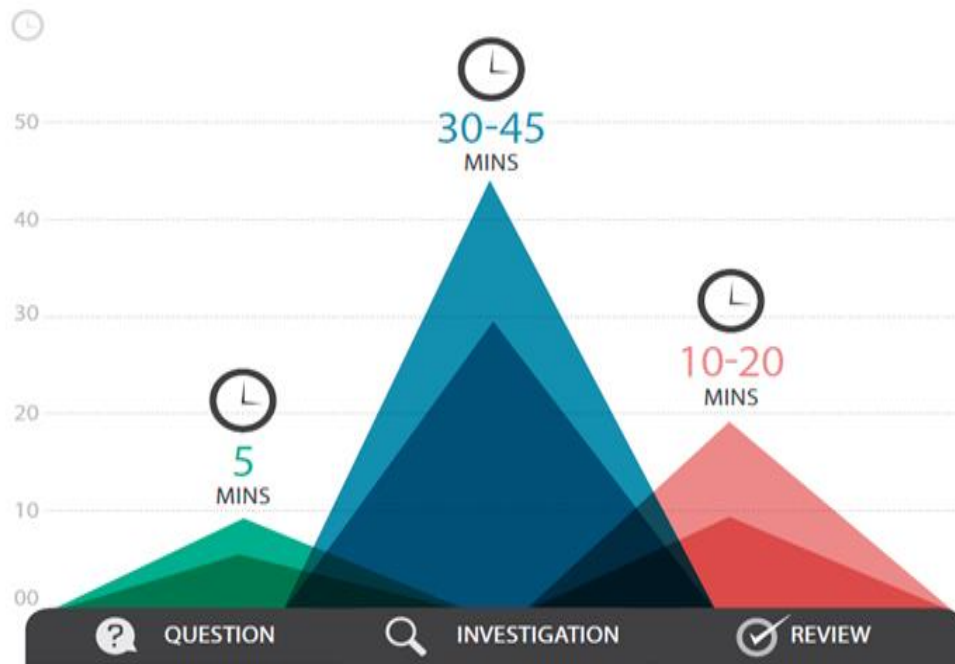 50
40
30
20
10
00
30-45
MINS
10-20
MINS
5
MINS
QUESTION
INVESTIGATION
REVIEW